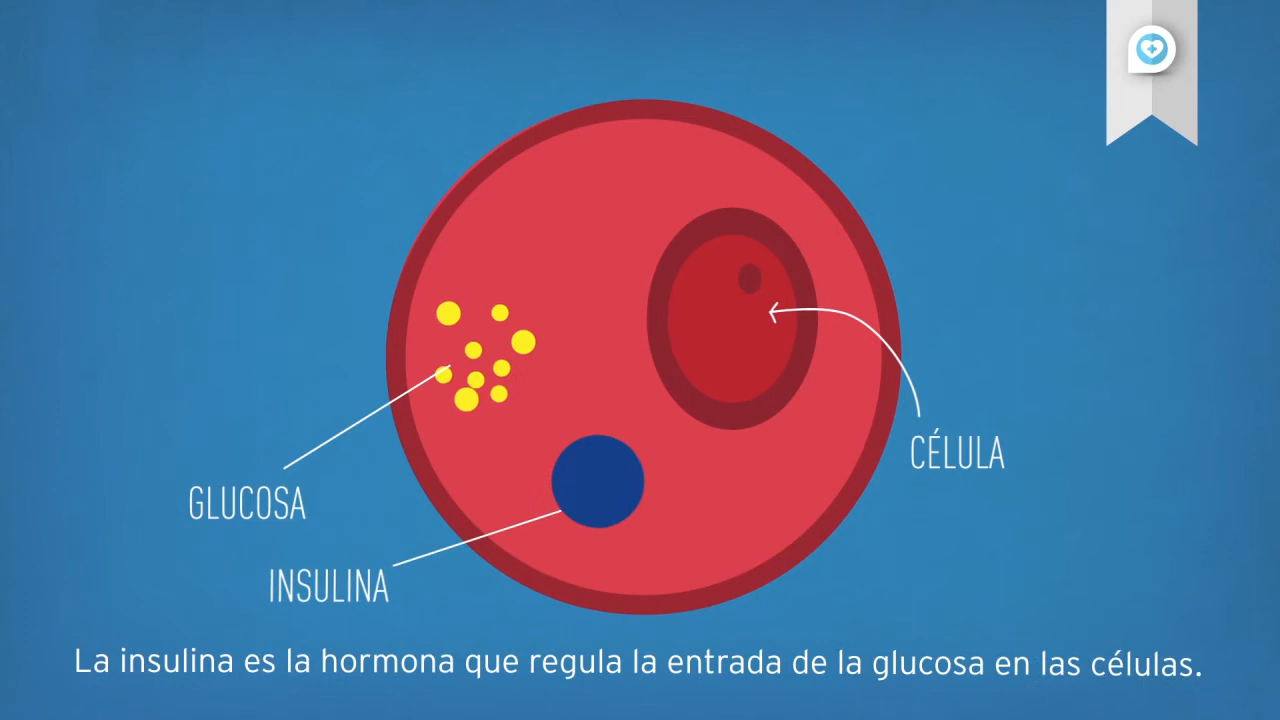 CÉLULA
GLUCOSA
INSULINA
La insulina es la hormona que regula la entrada de la glucosa en las células.